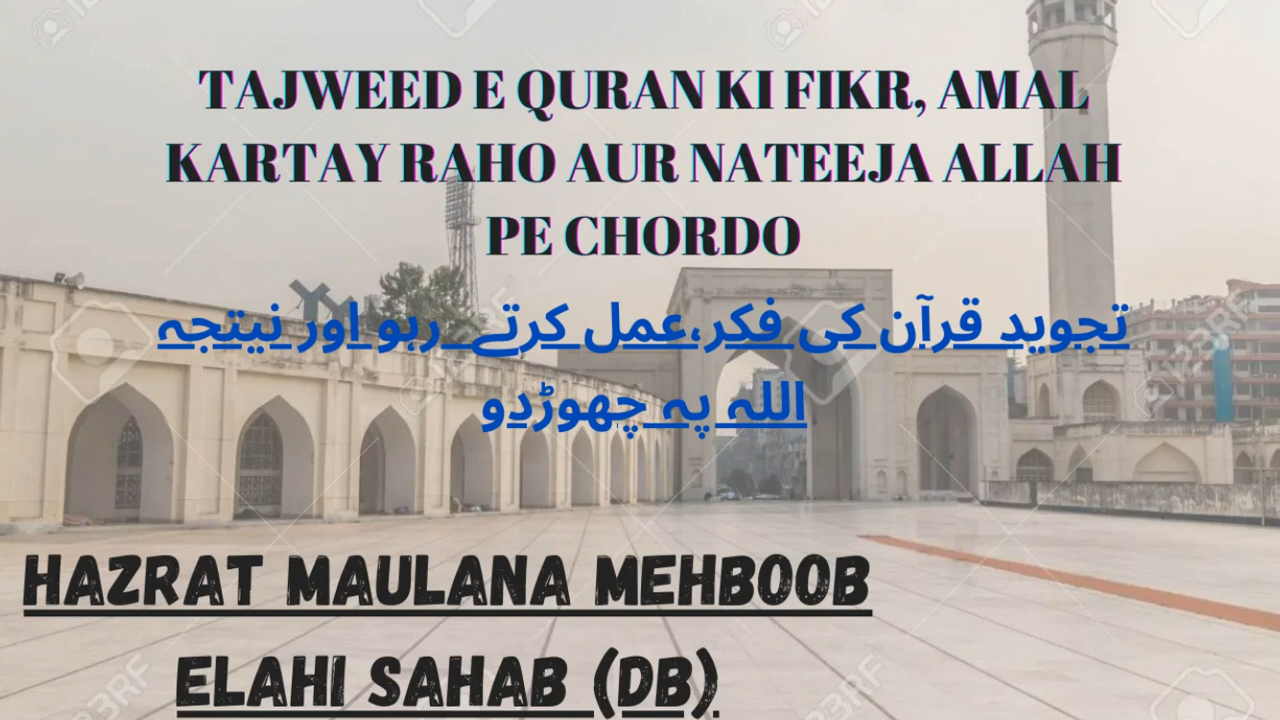 TAJWEED E QURAN KI FIKR, AMAL
KARTAY RAHO AUR NATEEJA ALLAH
PE CHORDO
تجوید قرآن کی فکر،عمل کرتے رہو اور نیتجہ
اللہ پہ چھوڑدو
HAZRAT MAULANA MEHBOOB
ELAHI SAHAB (DB)